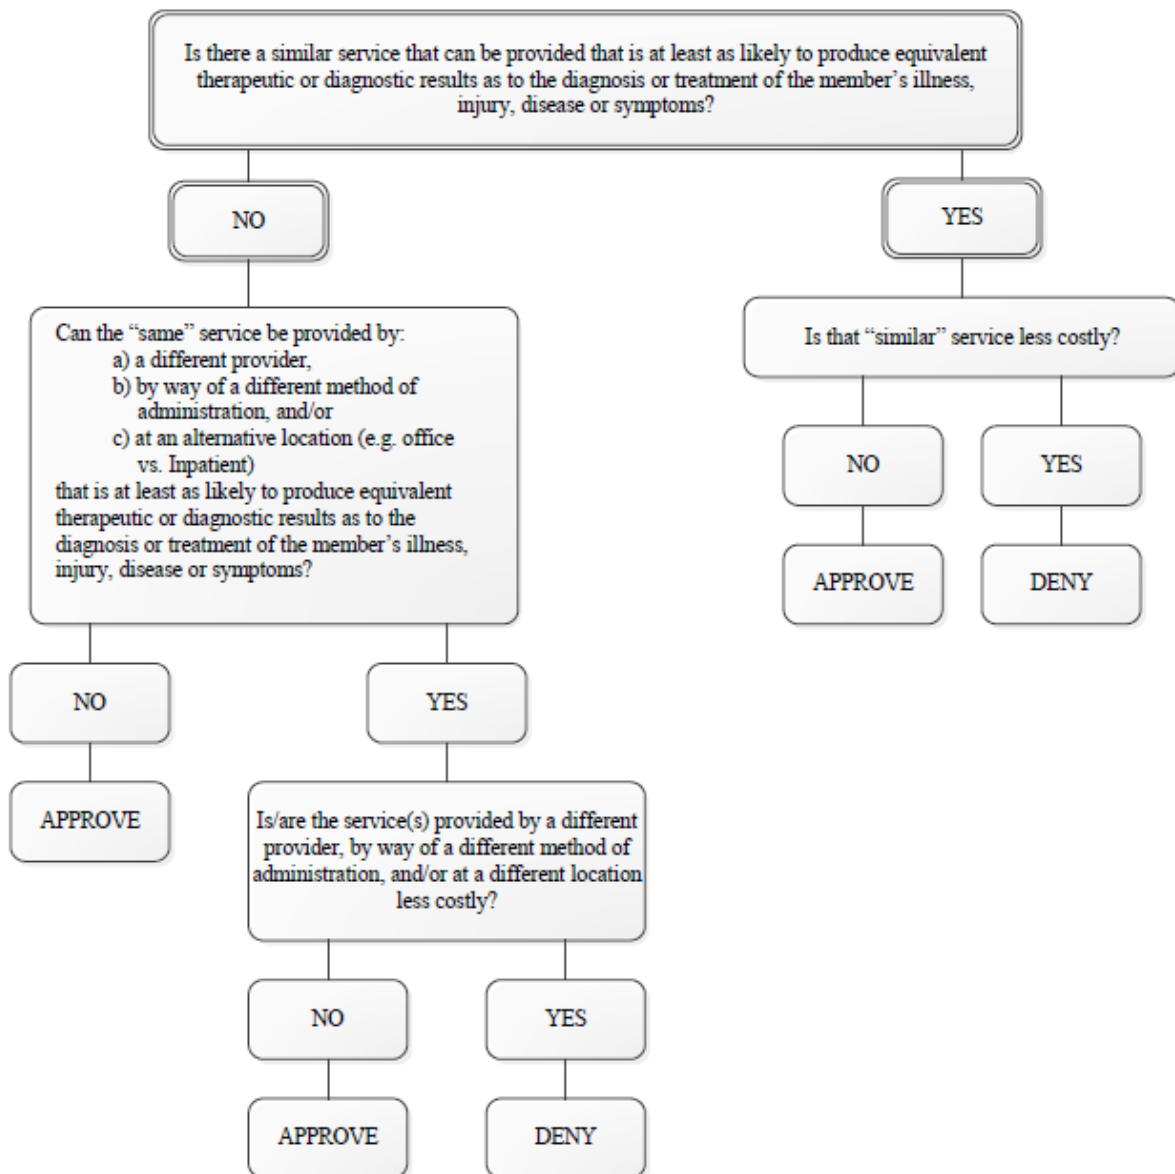 Is there a similar service that can be provided that is at least as likely to produce equivalent
therapeutic or diagnostic results as to the diagnosis or treatment of the member’s illness,
injury, disease or symptoms?
NO
YES
Can the “same” service be provided by:
a) a different provider,
b) by way of a different method of
administration, and/or
c) at an alternative location (e.g. office
vs. Inpatient)
that is at least as likely to produce equivalent
therapeutic or diagnostic results as to the
diagnosis or treatment of the member’s illness,
injury, disease or symptoms?
Is that “similar” service less costly?
NO
YES
APPROVE
DENY
NO
YES
APPROVE
Is/are the service(s) provided by a different
provider, by way of a different method of
administration, and/or at a different location
less costly?
NO
YES
APPROVE
DENY